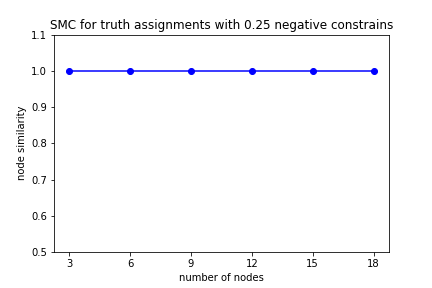 SMC for truth assignments with 0.25 negative constrains
1.1
1.0
0.9
0.8
0.7
0.6
0.5
node similarity
3 6 9 12 15 18
number of nodes